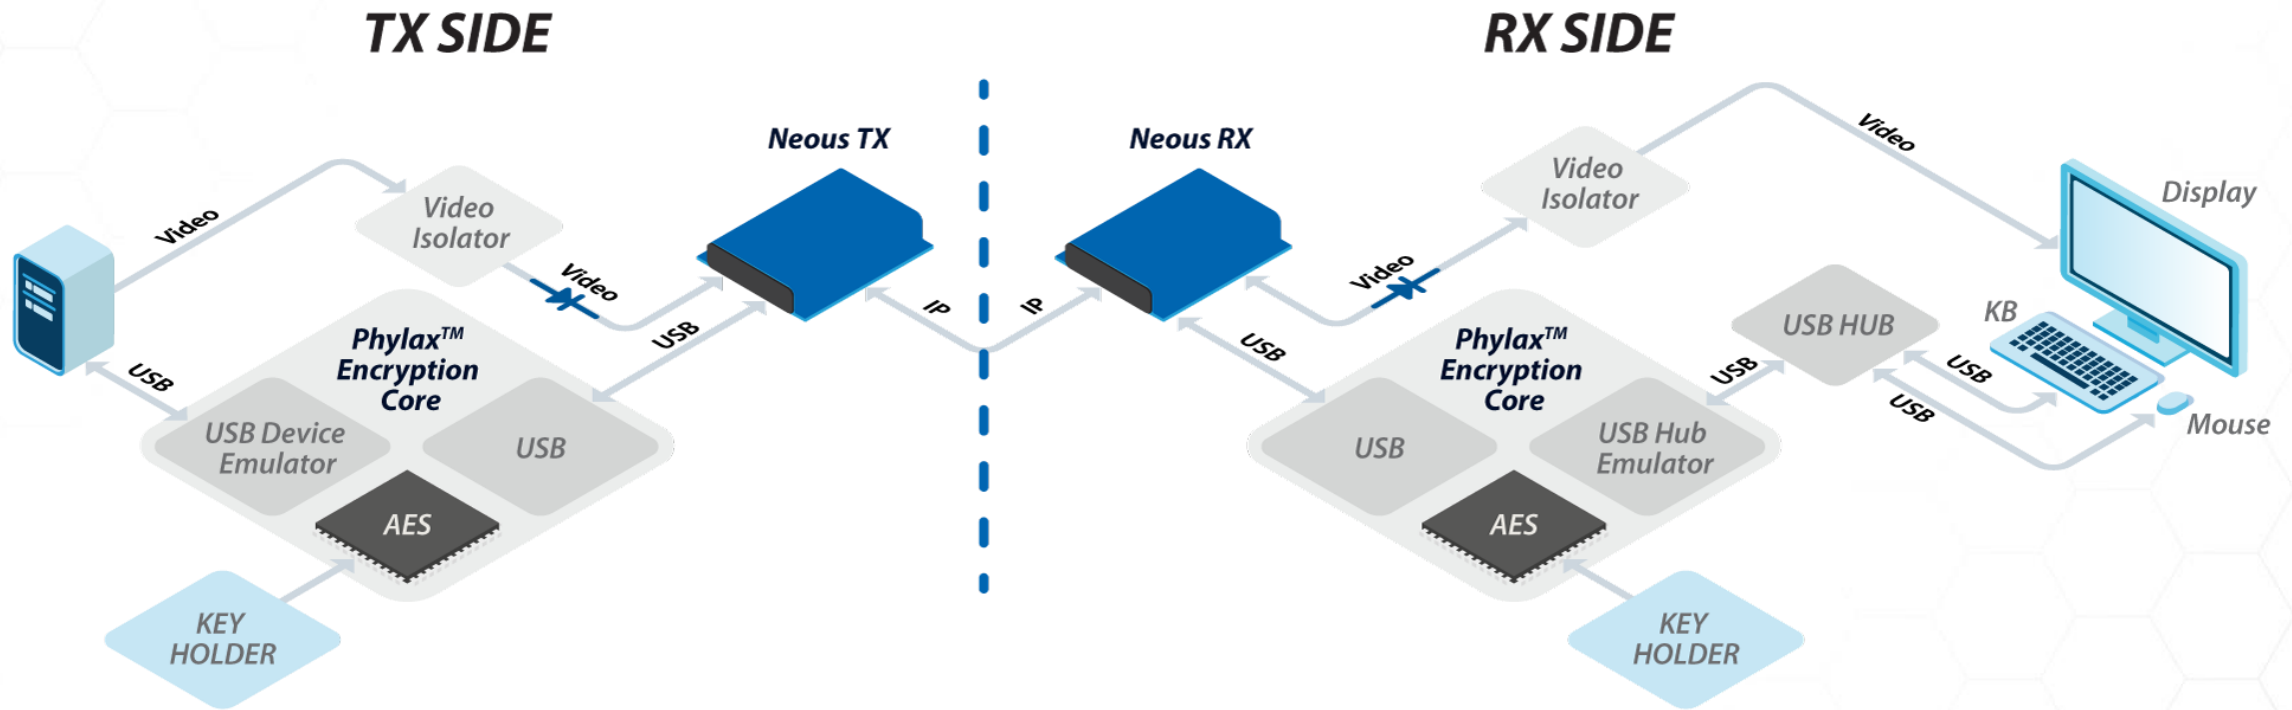 TX SIDE
RX SIDE
Neous TX
Neous RX
Video
Video
Isolator
Video
USB
USB
Phylax™
Encryption
Core
USB Device
Emulator
USB
AES
KEY
HOLDER
IP
IP
Video
Isolator
Video
Video
USB
Phylax™
Encryption
Core
USB
USB Hub
Emulator
AES
KEY
HOLDER
USB
USB HUB
USB
USB
Display
KB
Mouse